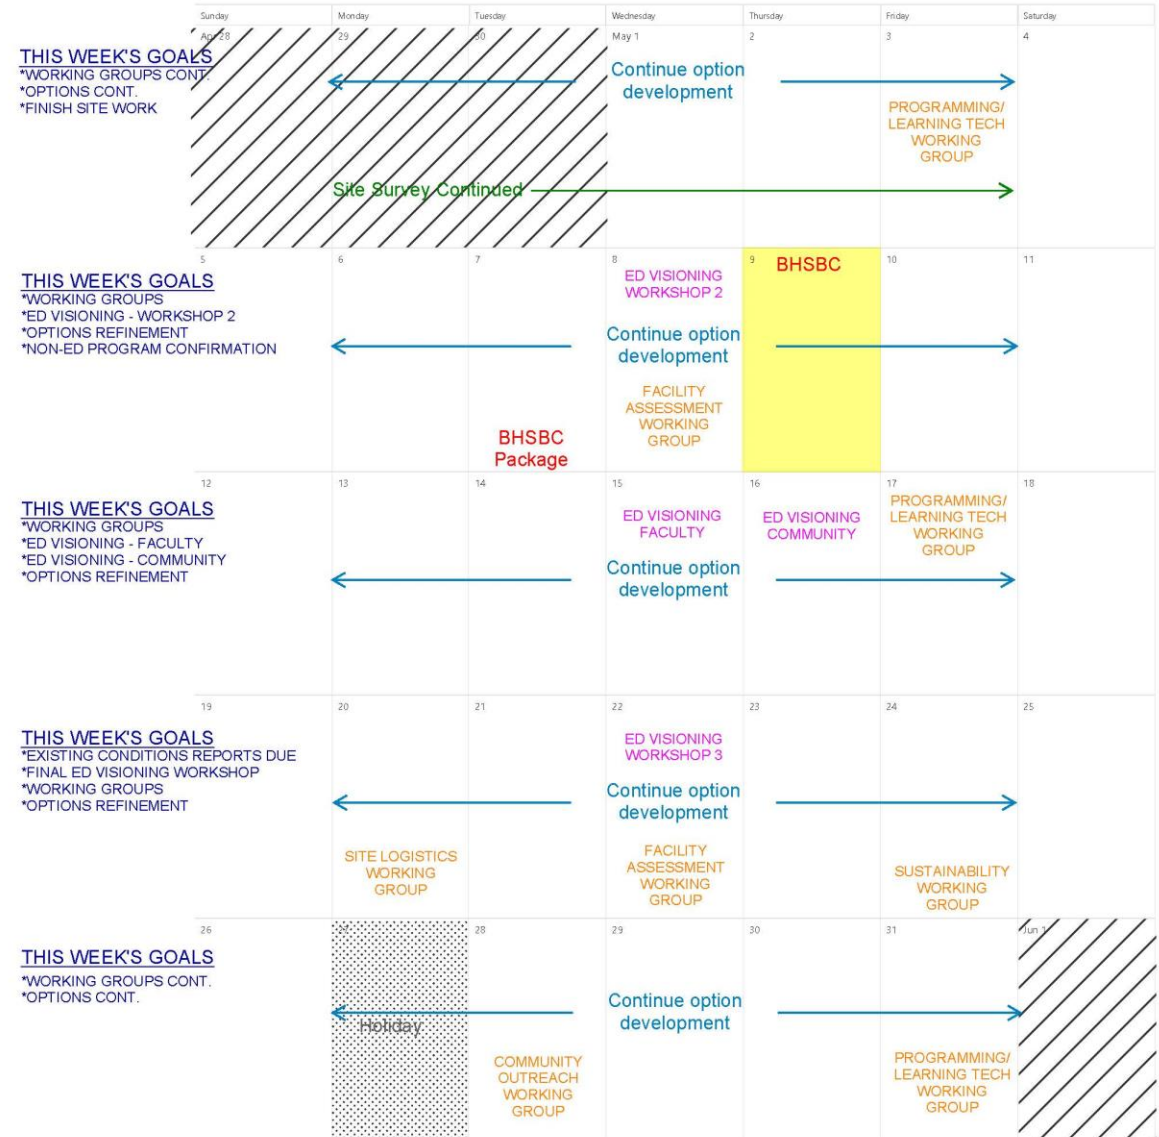 Sunday Monday Tuesday Wednesday Thursday Friday Saturday
Apr 28 29 30 May 1 2 3 4
THIS WEEK'S GOALS
*WORKING GROUPS CONT.
*OPTIONS CONT.
*FINISH SITE WORK
Continue option
development
PROGRAMMING/
LEARNING TECH
WORKING
GROUP
Site Survey Continued
5 6 7 8 9 10 11
THIS WEEK'S GOALS
*WORKING GROUPS
*ED VISIONING - WORKSHOP 2
*OPTIONS REFINEMENT
*NON-ED PROGRAM CONFIRMATION
BHSBC
Package
ED VISIONING
WORKSHOP 2
Continue option
development
FACILITY
ASSESSMENT
WORKING
GROUP
BHSBC
12 13 14 15 16 17 18
THIS WEEK'S GOALS
*WORKING GROUPS
*ED VISIONING - FACULTY
*ED VISIONING - COMMUNITY
*OPTIONS REFINEMENT
ED VISIONING
FACULTY
Continue option
development
ED VISIONING
COMMUNITY
PROGRAMMING/
LEARNING TECH
WORKING
GROUP
19 20 21 22 23 24 25
THIS WEEK'S GOALS
*EXISTING CONDITIONS REPORTS DUE
*FINAL ED VISIONING WORKSHOP
*WORKING GROUPS
*OPTIONS REFINEMENT
SITE LOGISTICS
WORKING
GROUP
ED VISIONING
WORKSHOP 3
Continue option
development
FACILITY
ASSESSMENT
WORKING
GROUP
SUSTAINABILITY
WORKING
GROUP
26 27 28 29 30 31 Jun 1
THIS WEEK'S GOALS
*WORKING GROUPS CONT.
*OPTIONS CONT.
Holiday
COMMUNITY
OUTREACH
WORKING
GROUP
Continue option
development
PROGRAMMING/
LEARNING TECH
WORKING
GROUP